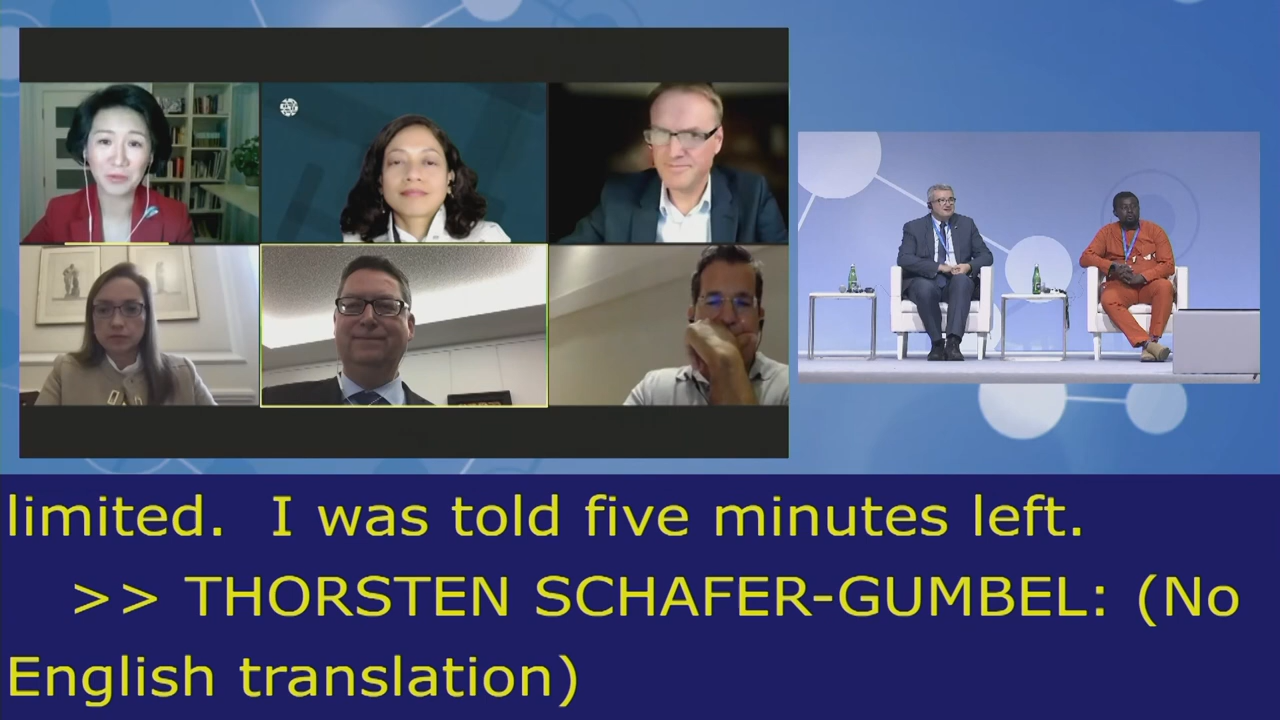 limited.  I was told five minutes left.
>> THORSTEN SCHAFER-GUMBEL: (No
English translation)